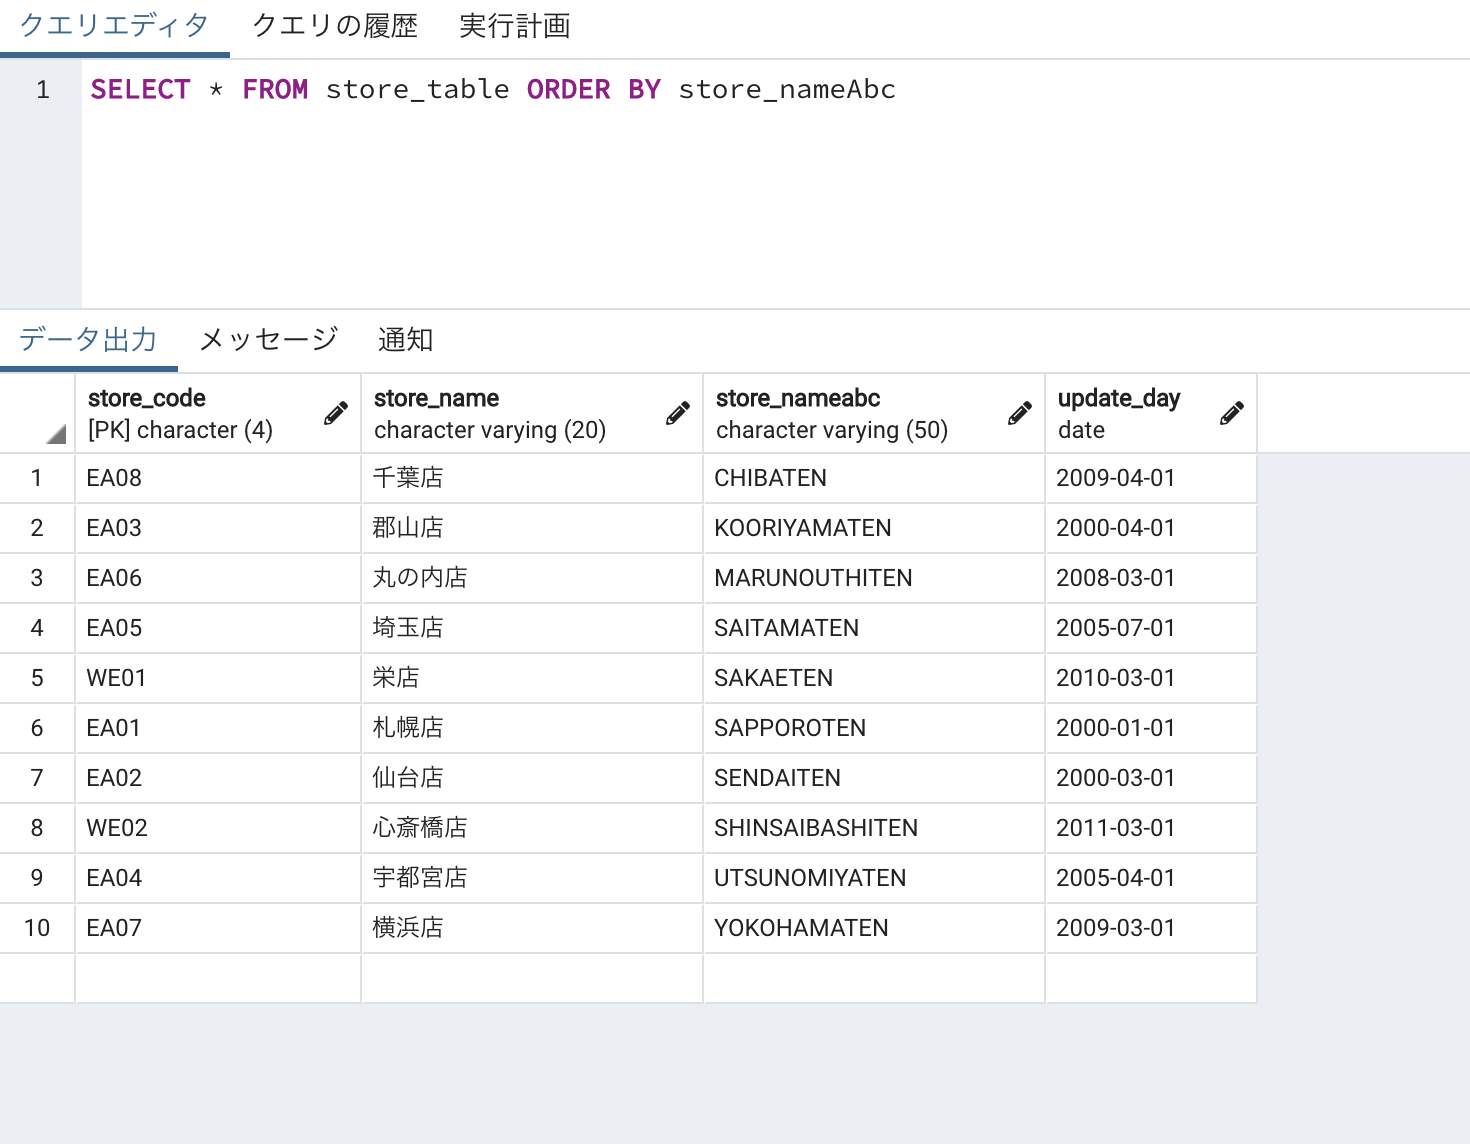 クエリエディタ クエリの履歴 実行計画
1 SELECT * FROM store_table ORDER BY store_nameAbc
データ出力 メッセージ 通知
store_code store_name store_nameabc update_day
[PK] character (4) character varying (20) character varying (50) date
1 EA08 千葉店 CHIBATEN 2009-04-01
2 EA03 郡山店 KOORIYAMATEN 2000-04-01
3 EA06 丸の内店 MARUNOUTHITEN 2008-03-01
4 EA05 埼玉店 SAITAMATEN 2005-07-01
5 WE01 栄店 SAKAETEN 2010-03-01
6 EA01 札幌店 SAPPOROTEN 2000-01-01
7 EA02 仙台店 SENDAITEN 2000-03-01
8 WE02 心斎橋店 SHINSAIBASHITEN 2011-03-01
9 EA04 宇都宮店 UTSUNOMIYATEN 2005-04-01
10 EA07 横浜店 YOKOHAMATEN 2009-03-01